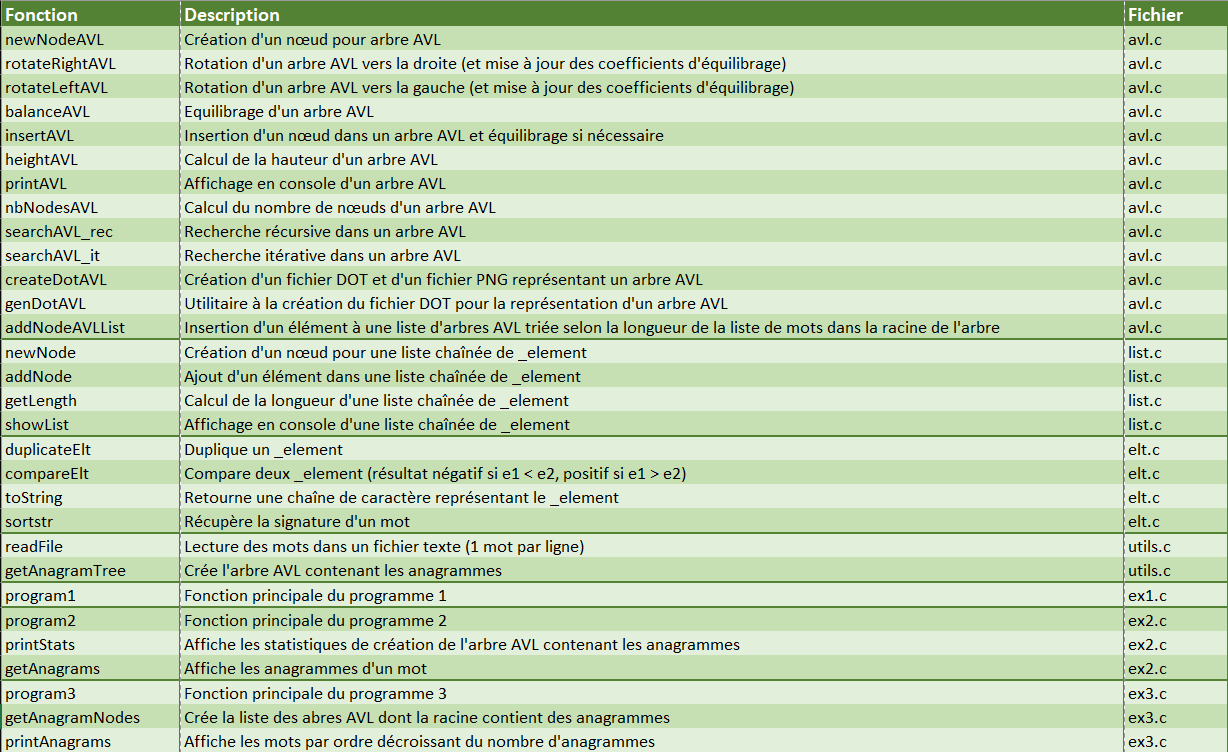 Fonction Description Fichier
newNodeAVL Création d'un nœud pour arbre AVL avl.c
rotateRightAVL Rotation d'un arbre AVL vers la droite (et mise à jour des coefficients d'équilibrage) avl.c
rotateLeftAVL Rotation d'un arbre AVL vers la gauche (et mise à jour des coefficients d'équilibrage) avl.c
balanceAVL Equilibrage d'un arbre AVL avl.c
insertAVL Insertion d'un nœud dans un arbre AVL et équilibrage si nécessaire avl.c
heightAVL Calcul de la hauteur d'un arbre AVL avl.c
printAVL Affichage en console d'un arbre AVL avl.c
nbNodesAVL Calcul du nombre de nœuds d'un arbre AVL avl.c
searchAVL_rec Recherche récursive dans un arbre AVL avl.c
searchAVL_it Recherche itérative dans un arbre AVL avl.c
createDotAVL Création d'un fichier DOT et d'un fichier PNG représentant un arbre AVL avl.c
genDotAVL Utilitaire à la création du fichier DOT pour la représentation d'un arbre AVL avl.c
addNodeAVLList Insertion d'un élément à une liste d'arbres AVL triée selon la longueur de la liste de mots dans la racine de l'arbre avl.c
newNode Création d'un nœud pour une liste chaînée de _element list.c
addNode Ajout d'un élément dans une liste chaînée de _element list.c
getLength Calcul de la longueur d'une liste chaînée de _element list.c
showList Affichage en console d'une liste chaînée de _element list.c
duplicateElt Duplique un _element elt.c
compareElt Compare deux _element (résultat négatif si e1 < e2, positif si e1 > e2) elt.c
toString Retourne une chaîne de caractère représentant le _element elt.c
sortstr Récupère la signature d'un mot elt.c
readFile Lecture des mots dans un fichier texte (1 mot par ligne) utils.c
getAnagramTree Crée l'arbre AVL contenant les anagrammes utils.c
program1 Fonction principale du programme 1 ex1.c
program2 Fonction principale du programme 2 ex2.c
printStats Affiche les statistiques de création de l'arbre AVL contenant les anagrammes ex2.c
getAnagrams Affiche les anagrammes d'un mot ex2.c
program3 Fonction principale du programme 3 ex3.c
getAnagramNodes Crée la liste des abres AVL dont la racine contient des anagrammes ex3.c
printAnagrams Affiche les mots par ordre décroissant du nombre d'anagrammes ex3.c